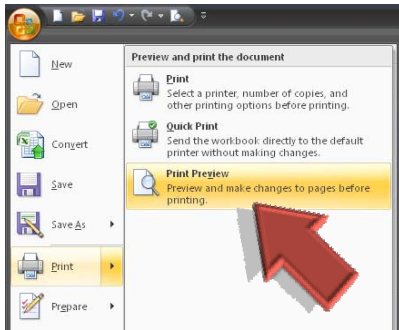 New
Open
Convert
Save
Save As
Print
Prepare
Preview and print the document
Print
Select a printer, number of copies, and
other printing options before printing.
Quick Print
Send the workbook directly to the default
printer without making changes.
Print Preview
Preview and make changes to pages before
printing.